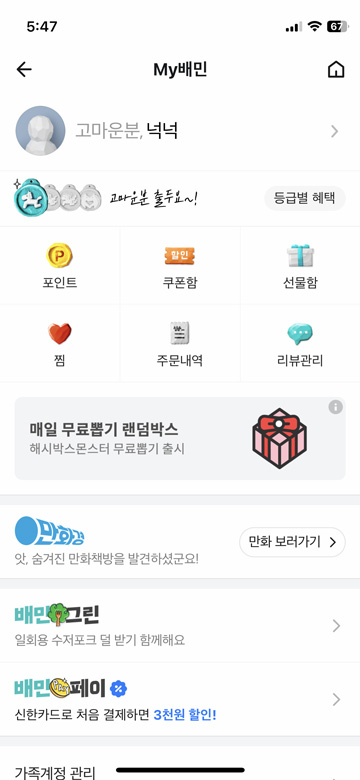 5:47
67
My배민
고마운분, 넉넉
고마운분 출두요~!
등급별 혜택
포인트
할인
쿠폰함
선물함
찜
주문내역
리뷰관리
매일 무료뽑기 랜덤박스
해시박스몬스터 무료뽑기 출시
만화경
앗, 숨겨진 만화책방을 발견하셨군요!
만화 보러가기
배민그린
일회용 수저포크 덜 받기 함께해요
배민페이
신한카드로 처음 결제하면 3천원 할인!
가족계정 관리